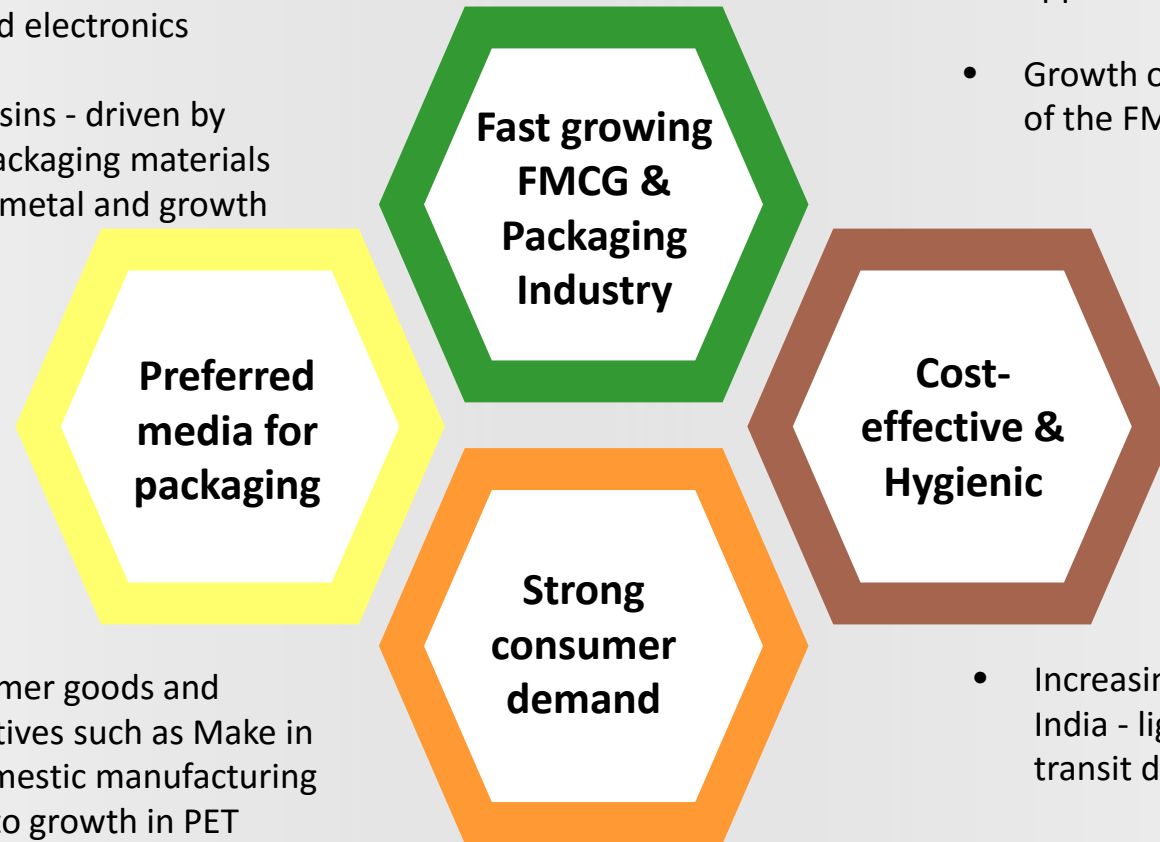 d electronics
sins - driven by
ackaging materials
metal and growth
• Growth o
of the FM
Fast growing
FMCG &
Packaging
Industry
Preferred
media for
packaging
Cost-
effective &
Hygienic
Strong
consumer
demand
mer goods and
tives such as Make in
mestic manufacturing
to growth in PET
• Increasin
India - lig
transit d